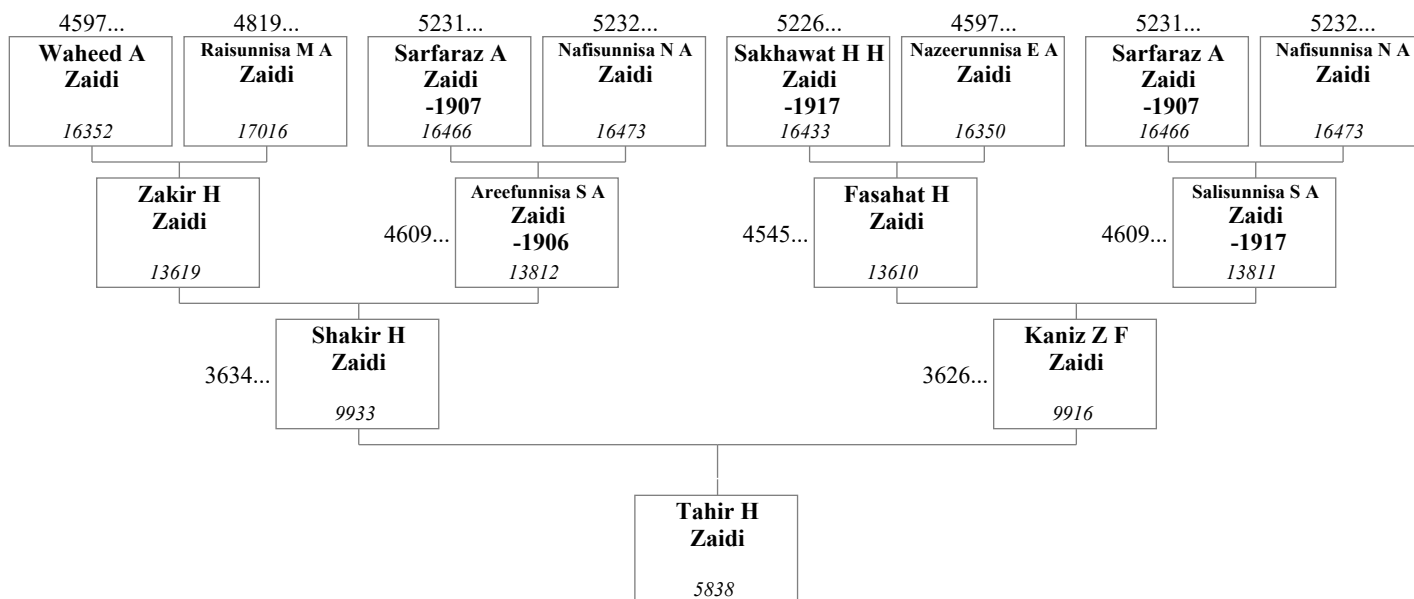 4597... 4819... 5231... 5232... 5226... 4597... 5231... 5232...
Waheed A
Zaidi
16352
Raisunnisa M A
Zaidi
17016
Sarfaraz A
Zaidi
-1907
16466
Nafisunnisa N A
Zaidi
16473
Sakhawat H H
Zaidi
-1917
16433
Nazeerunnisa E A
Zaidi
16350
Sarfaraz A
Zaidi
-1907
16466
Nafisunnisa N A
Zaidi
16473
Zakir H
Zaidi
13619
4609...
Areefunnisa S A
Zaidi
-1906
13812
4545...
Fasahat H
Zaidi
13610
4609...
Salisunnisa S A
Zaidi
-1917
13811
3634...
Shakir H
Zaidi
9933
3626...
Kaniz Z F
Zaidi
9916
Tahir H
Zaidi
5838